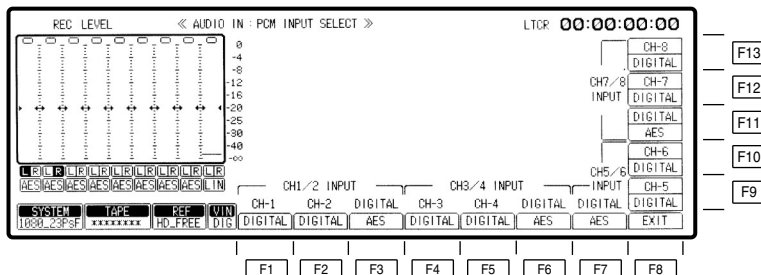 REC LEVEL ≪ AUDIO IN : PCM INPUT SELECT ≫ LTCR 00:00:00:00
0
-4
-8
-12
-16
-20
-25
-30
-40
-∞
L R L R L R L R L R L R L R L R
AES AES AES AES AES AES AES LIN
SYSTEM TAPE REF VIN
1080_23PsF ******** HD_FREE DIG
CH1/2 INPUT CH3/4 INPUT
CH-1 CH-2 DIGITAL CH-3 CH-4 DIGITAL DIGITAL
DIGITAL DIGITAL AES DIGITAL DIGITAL AES AES EXIT
CH7/8
INPUT
CH5/6
INPUT
CH-8
DIGITAL
CH-7
DIGITAL
DIGITAL
AES
CH-6
DIGITAL
CH-5
DIGITAL
F13
F12
F11
F10
F9
F1 F2 F3 F4 F5 F6 F7 F8